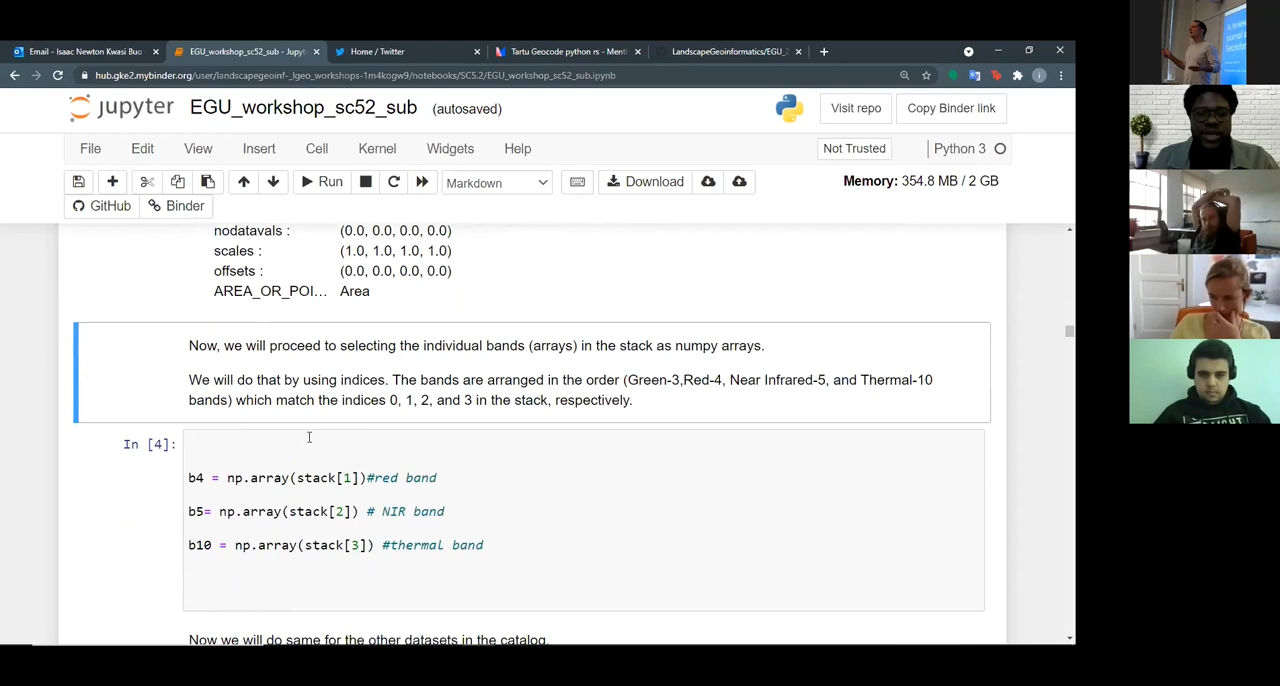 Email - Isaac Newton Kwasi Buo
EGU_workshop_sc52_sub - Jupyt
Home / Twitter
Tartu Geocode python rs - Menti
LandscapeGeoinformatics/EGU_2
hub.gke2.mybinder.org/user/landscapegeoinf-_lgeo_workshops-1m4kogw9/notebooks/SC5.2/EGU_workshop_sc52_sub.ipynb
jupyter EGU_workshop_sc52_sub (autosaved)
Visit repo
Copy Binder link
File Edit View Insert Cell Kernel Widgets Help
Not Trusted
Python 3
Run
Markdown
Download
Memory: 354.8 MB / 2 GB
GitHub
Binder
nodatavals : (0.0, 0.0, 0.0, 0.0)
scales : (1.0, 1.0, 1.0, 1.0)
offsets : (0.0, 0.0, 0.0, 0.0)
AREA_OR_POI... Area
Now, we will proceed to selecting the individual bands (arrays) in the stack as numpy arrays.
We will do that by using indices. The bands are arranged in the order (Green-3,Red-4, Near Infrared-5, and Thermal-10
bands) which match the indices 0, 1, 2, and 3 in the stack, respectively.
In [4]:
b4 = np.array(stack[1])#red band
b5= np.array(stack[2]) # NIR band
b10 = np.array(stack[3]) #thermal band
Now we will do same for the other datasets in the catalog.